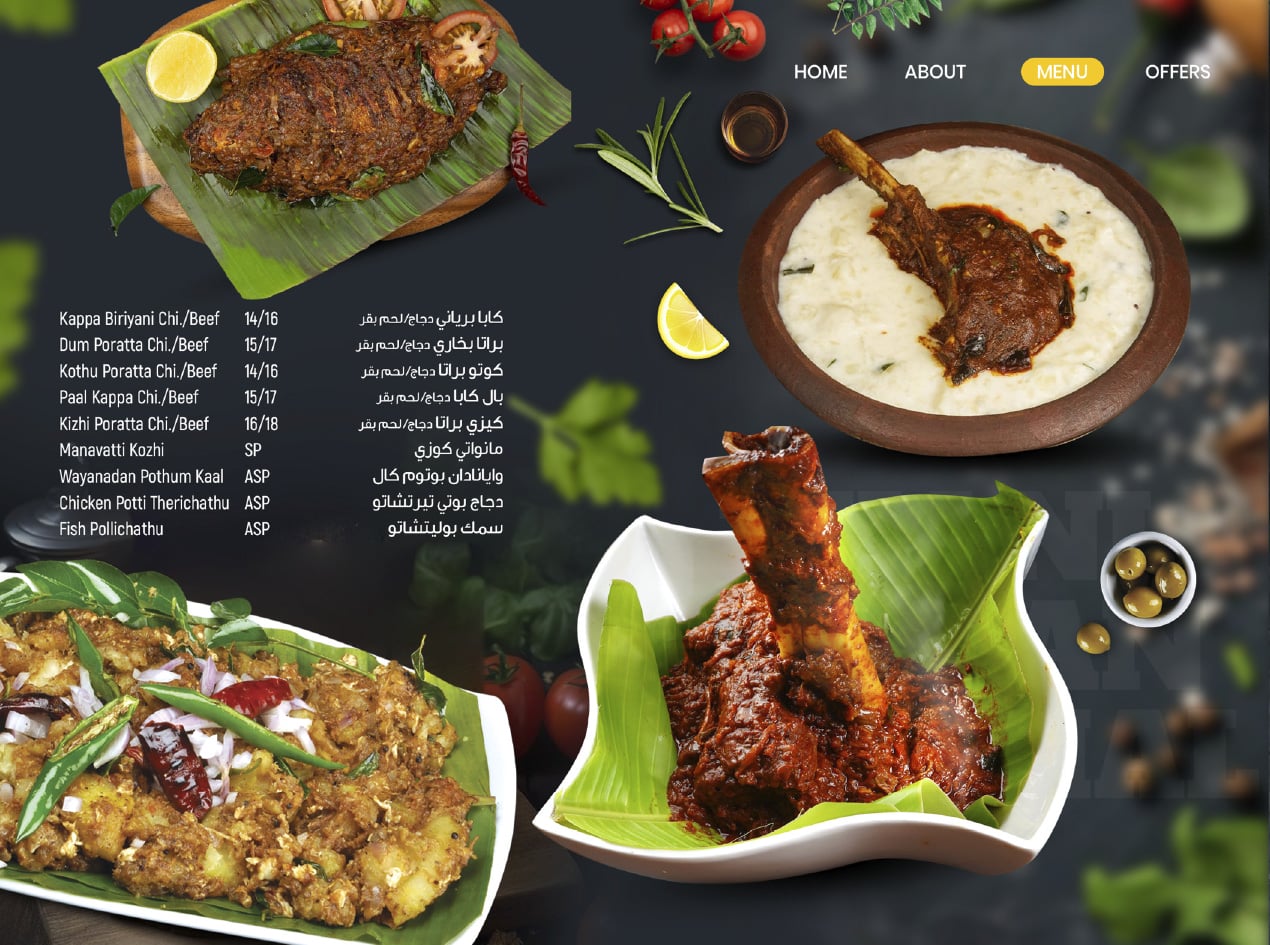 HOME ABOUT MENU OFFERS
Kappa Biriyani Chi./Beef 14/16 كابا برياني دجاج/لحم بقر
Dum Poratta Chi./Beef 15/17 براتا بخاري دجاج/لحم بقر
Kothu Poratta Chi./Beef 14/16 كوتو براتا دجاج/لحم بقر
Paal Kappa Chi./Beef 15/17 بال كابا دجاج/لحم بقر
Kizhi Poratta Chi./Beef 16/18 كيزي براتا دجاج/لحم بقر
Manavatti Kozhi SP مانواتي كوزي
Wayanadan Pothum Kaal ASP وايانادان بوتوم كال
Chicken Potti Therichathu ASP دجاج بوتي تيرتشاتو
Fish Pollichathu ASP سمك بوليتشاتو